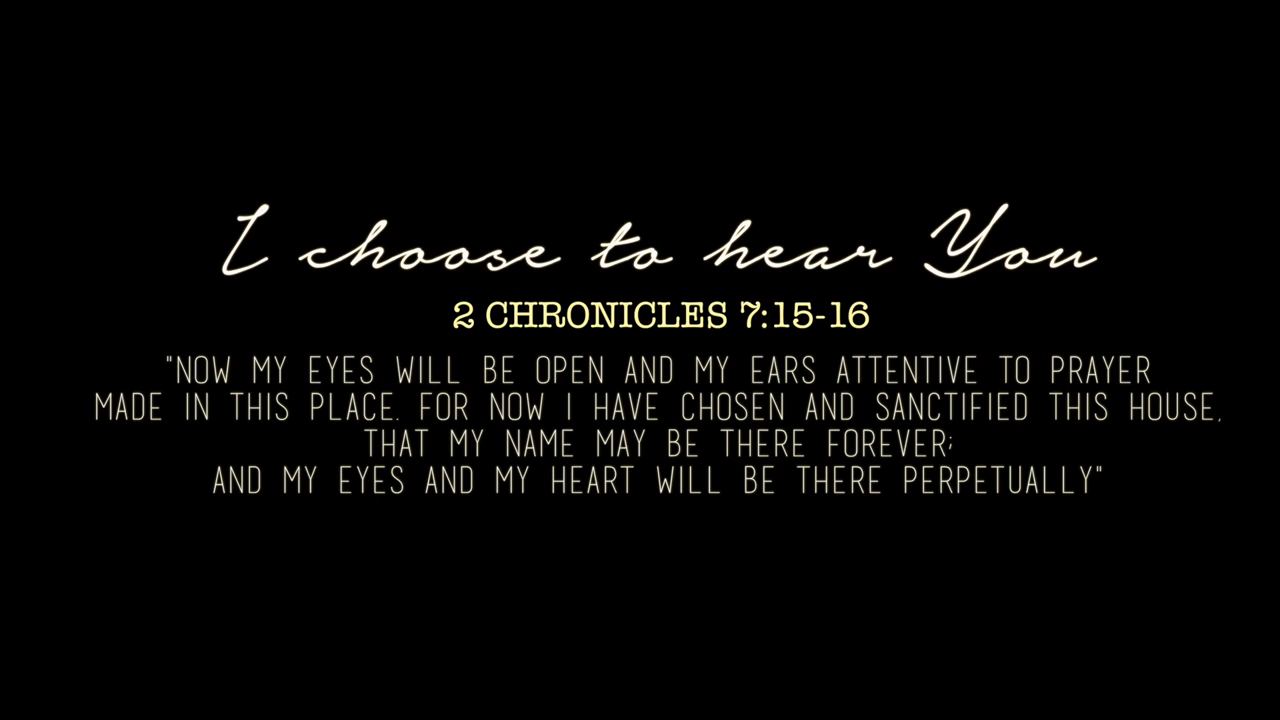 I choose to hear You
2 CHRONICLES 7:15-16
"NOW MY EYES WILL BE OPEN AND MY EARS ATTENTIVE TO PRAYER
MADE IN THIS PLACE. FOR NOW I HAVE CHOSEN AND SANCTIFIED THIS HOUSE,
THAT MY NAME MAY BE THERE FOREVER;
AND MY EYES AND MY HEART WILL BE THERE PERPETUALLY"